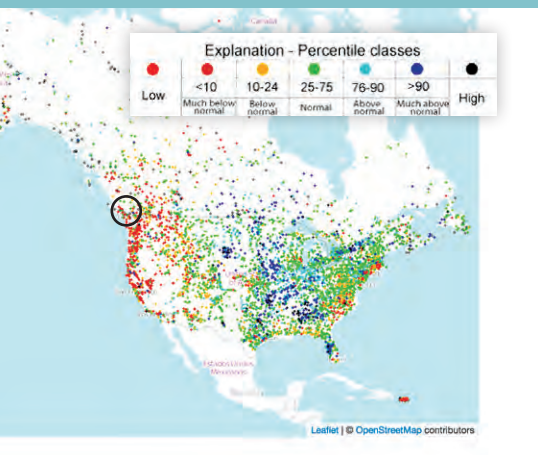 Canada
Explanation - Percentile classes
Low
<10
10-24
25-75
76-90
>90
High
Much below normal
Below normal
Normal
Above normal
Much above normal
Estados Unidos
Mexicanos
Leaflet | © OpenStreetMap contributors